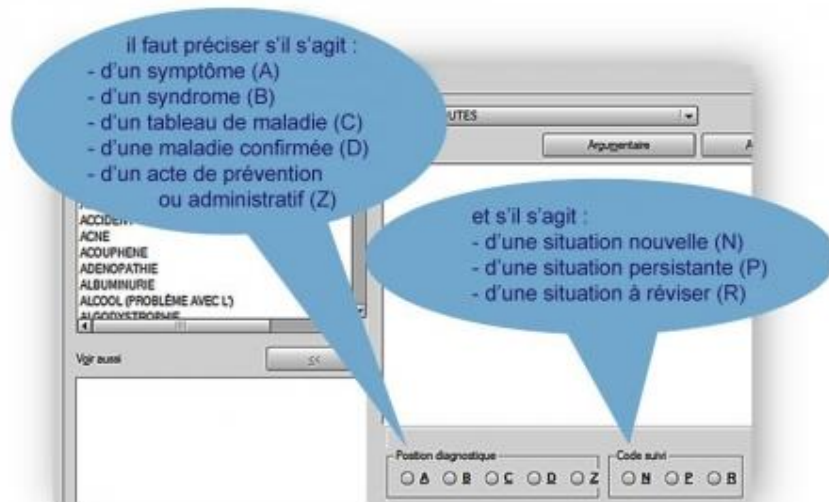 il faut préciser s'il s'agit :
- d'un symptôme (A)
- d'un syndrome (B)
- d'un tableau de maladie (C)
- d'une maladie confirmée (D)
- d'un acte de prévention
ou administratif (Z)
UTES
Argumentaire
A
et s'il s'agit :
- d'une situation nouvelle (N)
- d'une situation persistante (P)
- d'une situation à réviser (R)
ACCIDENT
ACNE
ACOUPHENE
ADENOPATHIE
ALBUMINURIE
ALCOOL (PROBLÈME AVEC L')
ALGODYSTROPHIE
Voir aussi
<<
Position diagnostique
A B C D Z
Code suivi
N P R